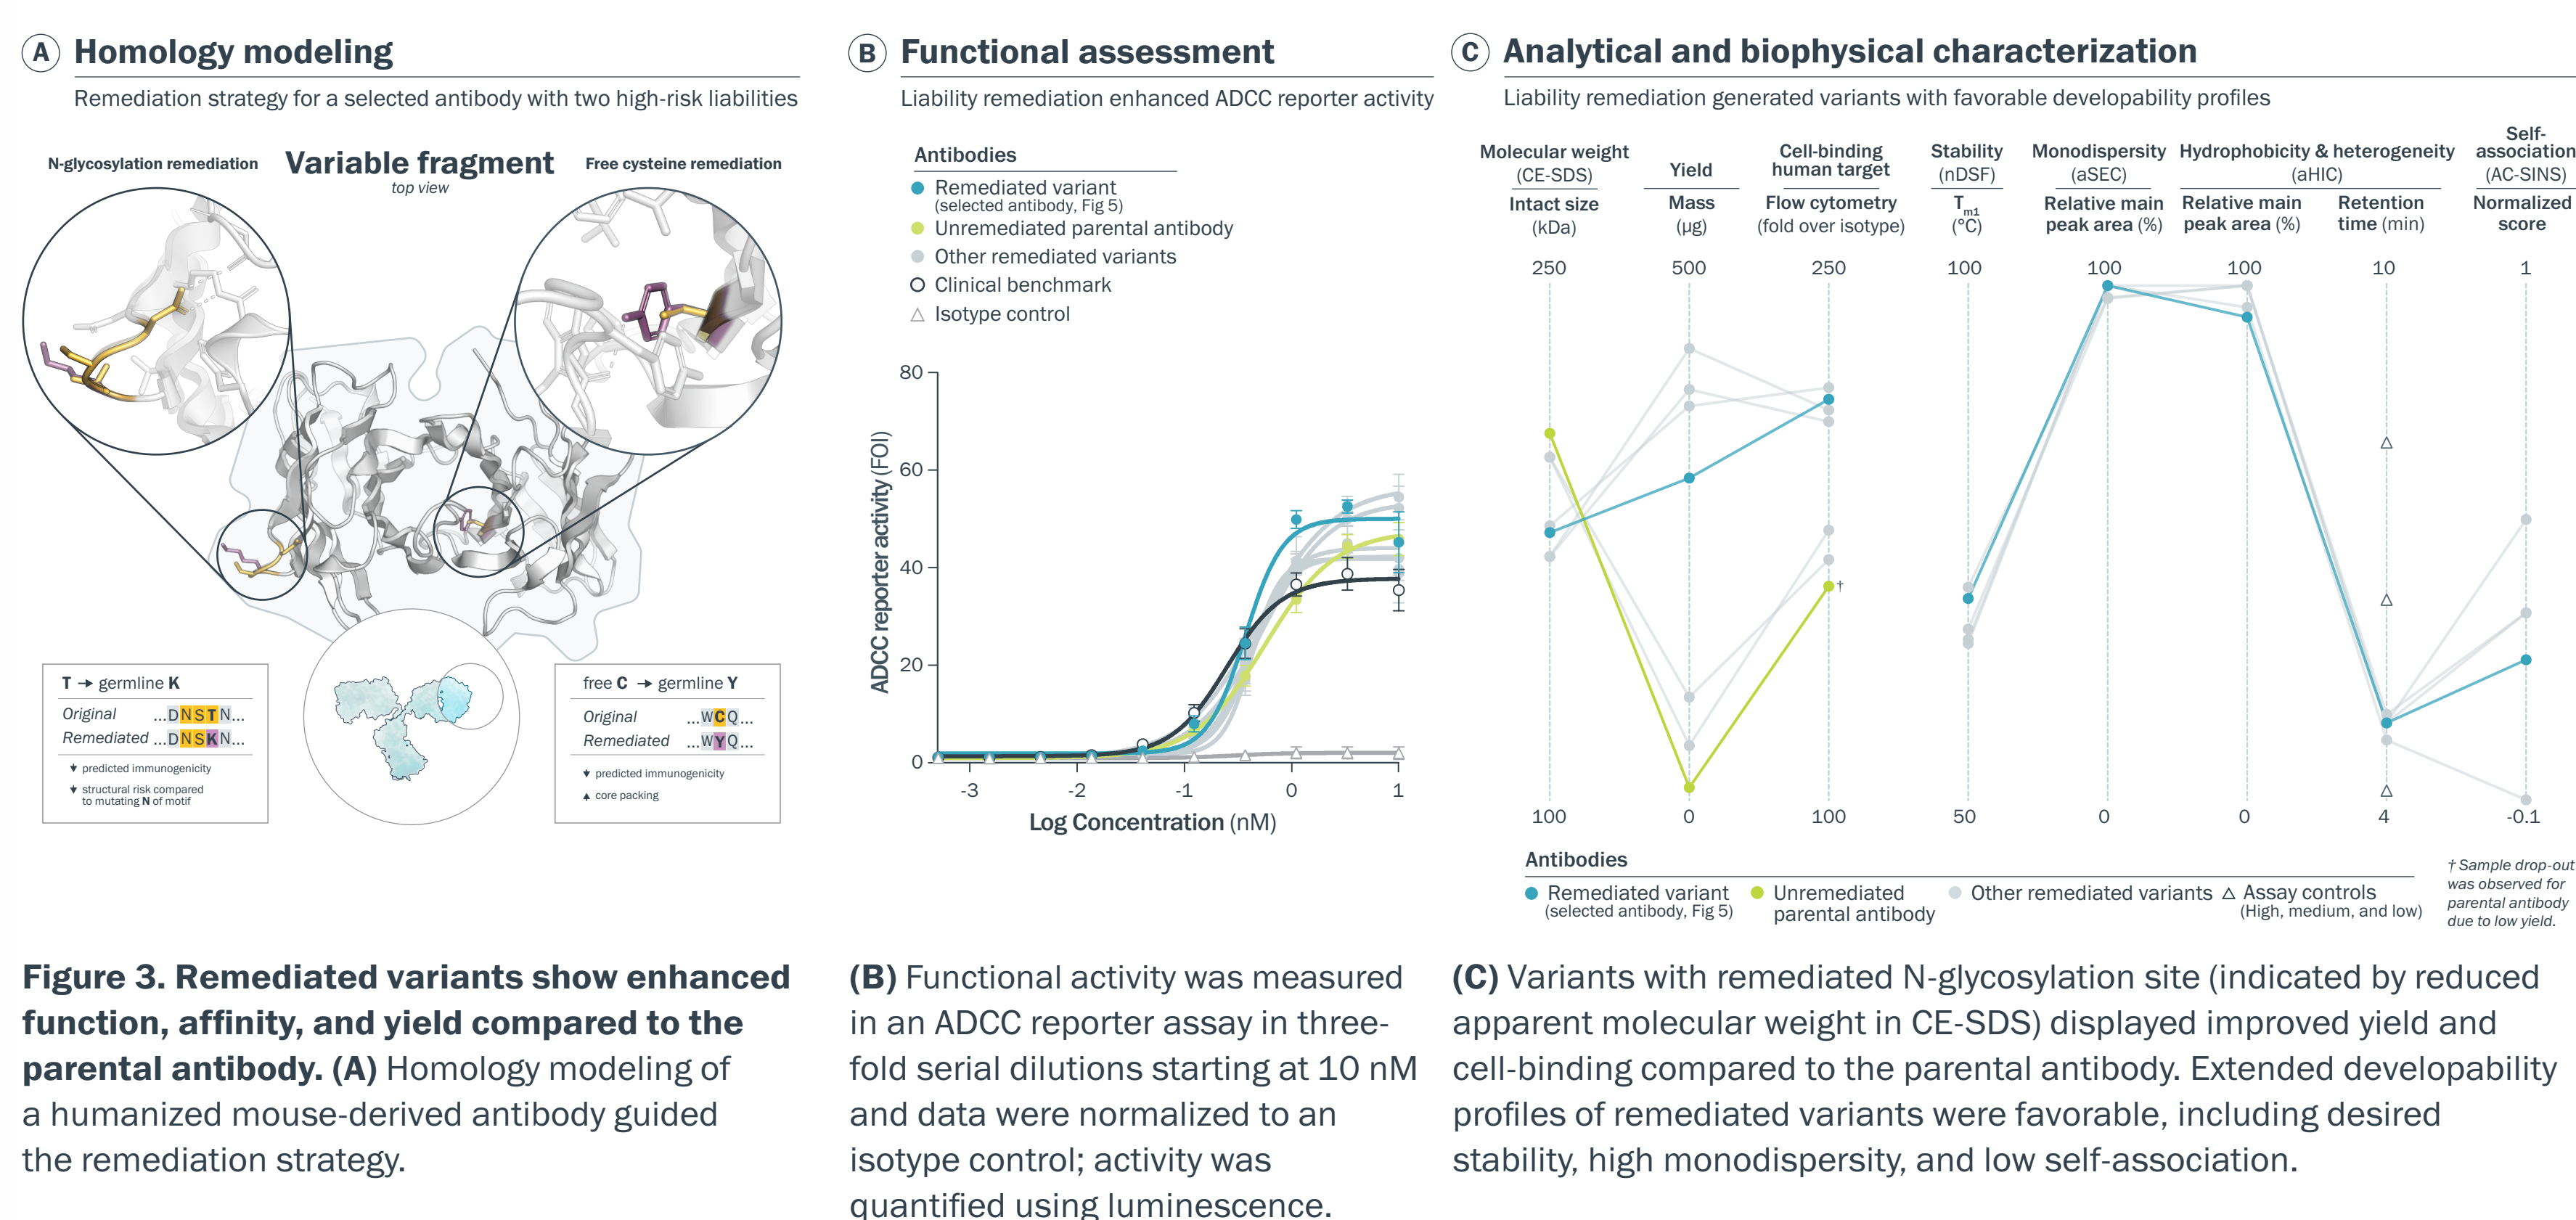 A Homology modeling
Remediation strategy for a selected antibody with two high-risk liabilities
N-glycosylation remediation
Variable fragment
top view
Free cysteine remediation
T → germline K
Original ...DNSTN...
Remediated ...DNSKN...
predicted immunogenicity
structural risk compared
to mutating N of motif
free C → germline Y
Original ...WCQ...
Remediated ...WYQ...
predicted immunogenicity
core packing
B Functional assessment
Liability remediation enhanced ADCC reporter activity
Antibodies
Remediated variant
(selected antibody, Fig 5)
Unremediated parental antibody
Other remediated variants
Clinical benchmark
Isotype control
ADCC reporter activity (FOI)
80
60
40
20
0
-3 -2 -1 0 1
Log Concentration (nM)
C Analytical and biophysical characterization
Liability remediation generated variants with favorable developability profiles
Molecular weight
(CE-SDS)
Intact size
(kDa)
Yield
Mass
(µg)
Cell-binding
human target
Flow cytometry
(fold over isotype)
Stability
(nDSF)
Tm1
(°C)
Monodispersity
(aSEC)
Relative main
peak area (%)
Hydrophobicity & heterogeneity
(aHIC)
Relative main
peak area (%)
Retention
time (min)
Self-
association
(AC-SINS)
Normalized
score
250 500 250 100 100 100 10 1
†
100 0 100 50 0 0 4 -0.1
Antibodies
Remediated variant
(selected antibody, Fig 5)
Unremediated
parental antibody
Other remediated variants
Assay controls
(High, medium, and low)
† Sample drop-out
was observed for
parental antibody
due to low yield.
Figure 3. Remediated variants show enhanced
function, affinity, and yield compared to the
parental antibody. (A) Homology modeling of
a humanized mouse-derived antibody guided
the remediation strategy.
(B) Functional activity was measured
in an ADCC reporter assay in three-
fold serial dilutions starting at 10 nM
and data were normalized to an
isotype control; activity was
quantified using luminescence.
(C) Variants with remediated N-glycosylation site (indicated by reduced
apparent molecular weight in CE-SDS) displayed improved yield and
cell-binding compared to the parental antibody. Extended developability
profiles of remediated variants were favorable, including desired
stability, high monodispersity, and low self-association.